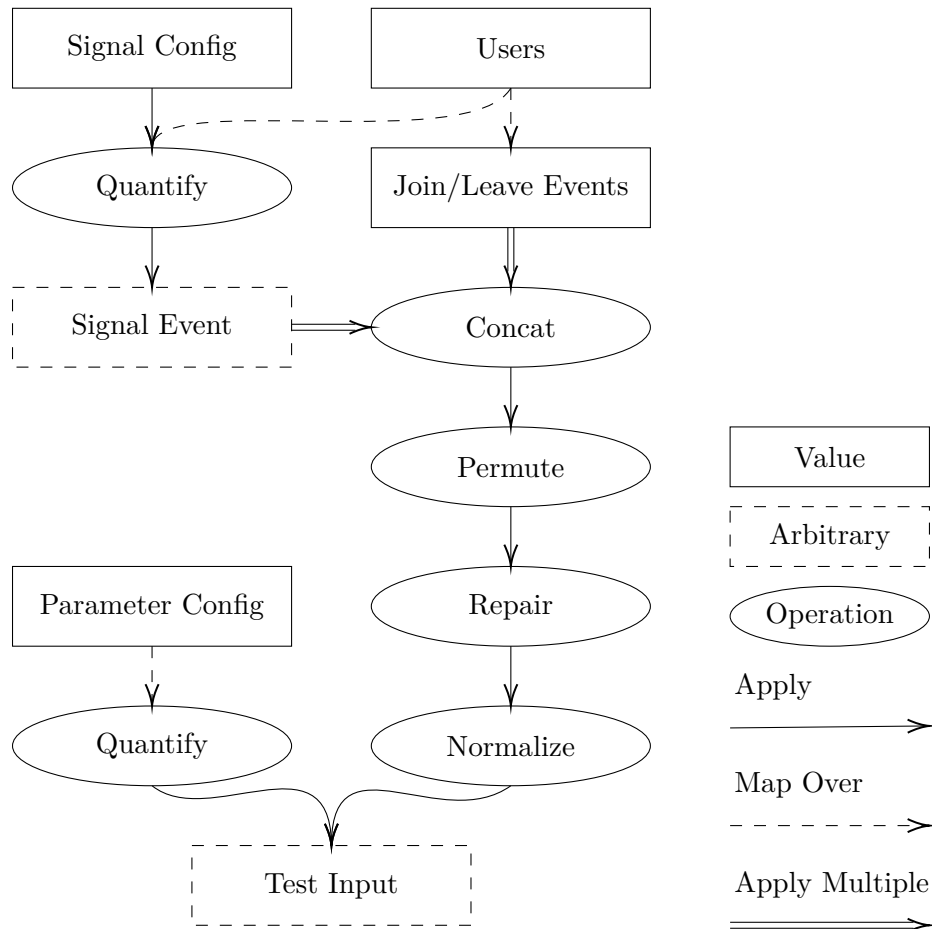 Signal Config
Users
Quantify
Join/Leave Events
Signal Event
Concat
Permute
Value
Arbitrary
Parameter Config
Repair
Operation
Apply
Quantify
Normalize
Map Over
Test Input
Apply Multiple